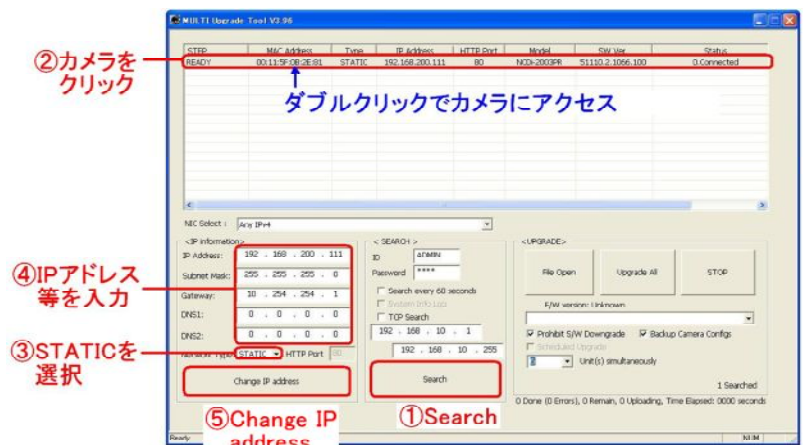 MULTI Upgrade Tool V3.96
STEP MAC Address Type IP Address HTTP Port Model SW Ver. Status
READY 00:11:5F:0B:2E:81 STATIC 192.168.200.111 80 NCDi-2003PR 51110.2.1066.100 0.Connected
②カメラを
クリック
ダブルクリックでカメラにアクセス
NIC Select : Any IPv4
<IP information>
IP Address: 192 . 168 . 200 . 111
Subnet Mask: 255 . 255 . 255 . 0
Gateway: 10 . 254 . 254 . 1
DNS1: 0 . 0 . 0 . 0
DNS2: 0 . 0 . 0 . 0
Network Type STATIC HTTP Port 80
Change IP address
④IPアドレス
等を入力
③STATICを
選択
⑤Change IP
address
< SEARCH >
ID ADMIN
Password ****
Search every 60 seconds
System Info List
TCP Search
192 . 168 . 10 . 1
192 . 168 . 10 . 255
Search
①Search
<UPGRADE>
File Open Upgrade All STOP
F/W version: Unknown
Prohibit S/W Downgrade Backup Camera Configs
Scheduled Upgrade
Unit(s) simultaneously
1 Searched
0 Done (0 Errors), 0 Remain, 0 Uploading, Time Elapsed: 0000 seconds
Ready NUM